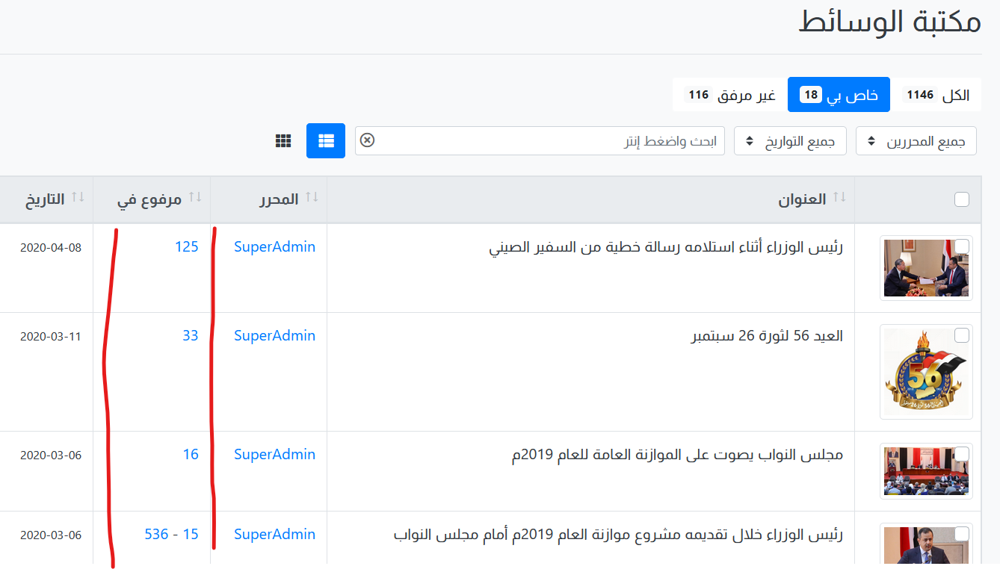 مكتبة الوسائط
الكل 1146 خاص بي 18 غير مرفق 116
جميع المحررين جميع التواريخ ابحث واضغط إنتر
العنوان المحرر مرفوع في التاريخ
رئيس الوزراء أثناء استلامه رسالة خطية من السفير الصيني SuperAdmin 125 2020-04-08
العيد 56 لثورة 26 سبتمبر SuperAdmin 33 2020-03-11
56
مجلس النواب يصوت على الموازنة العامة للعام 2019م SuperAdmin 16 2020-03-06
رئيس الوزراء خلال تقديمه مشروع موازنة العام 2019م أمام مجلس النواب SuperAdmin 15 - 536 2020-03-06